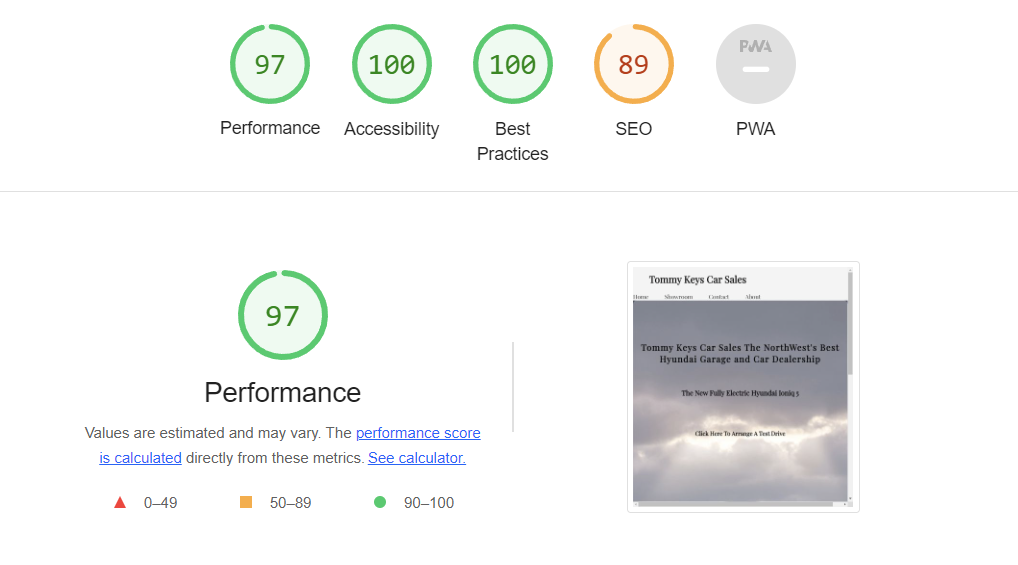 97
100
100
89
PWA
Performance
Accessibility
Best
Practices
SEO
PWA
97
Performance
Values are estimated and may vary. The performance score
is calculated directly from these metrics. See calculator.
0–49
50–89
90–100
Tommy Keys Car Sales
Home Showroom Contact About
Tommy Keys Car Sales The NorthWest's Best
Hyundai Garage and Car Dealership
The New Fully Electric Hyundai Ioniq 5
Click Here To Arrange A Test Drive